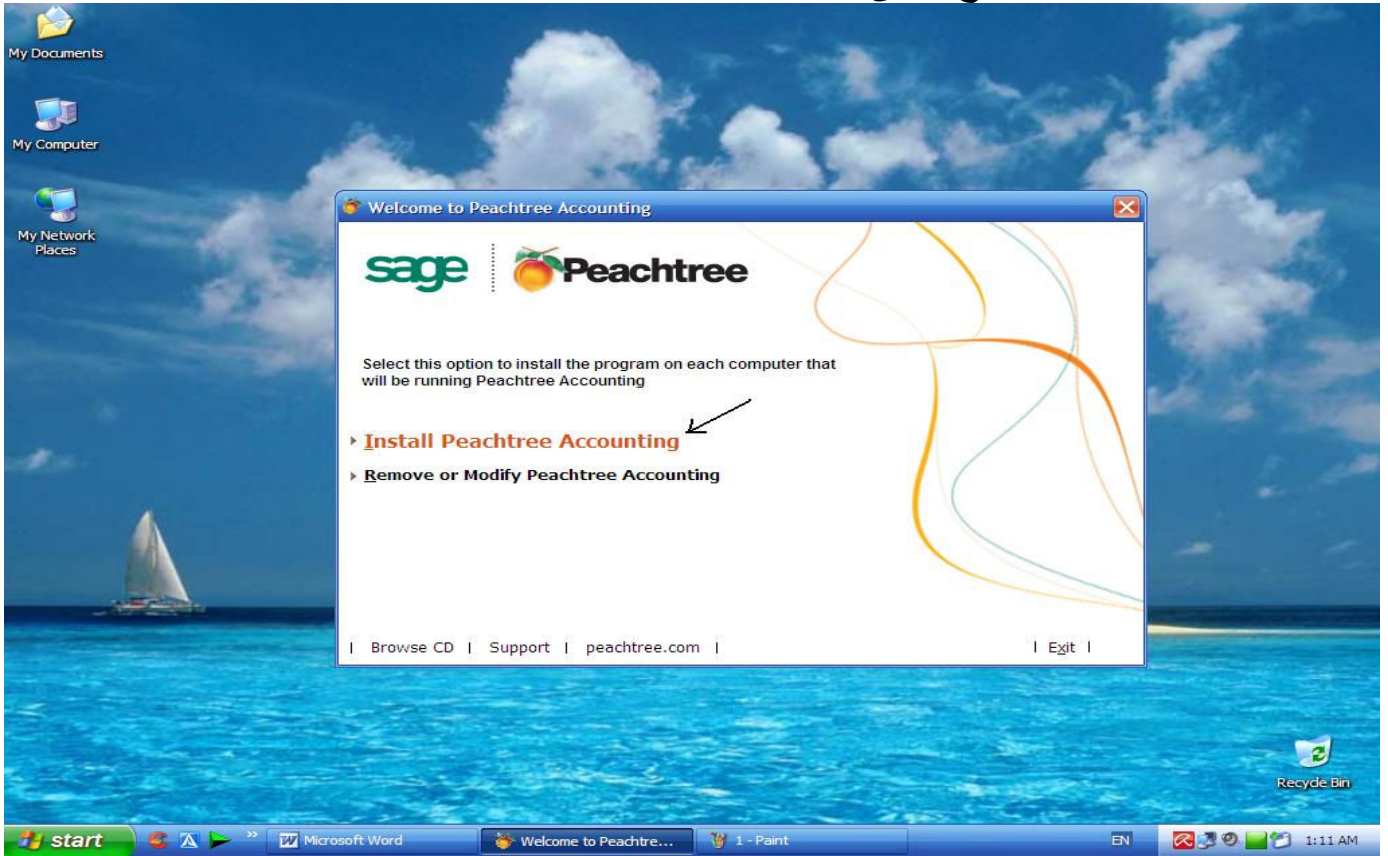 My Documents
My Computer
My Network
Places
Welcome to Peachtree Accounting
sage Peachtree
Select this option to install the program on each computer that
will be running Peachtree Accounting
Install Peachtree Accounting
Remove or Modify Peachtree Accounting
| Browse CD | Support | peachtree.com | | Exit |
Recycle Bin
start » Microsoft Word Welcome to Peachtre... 1 - Paint EN 1:11 AM